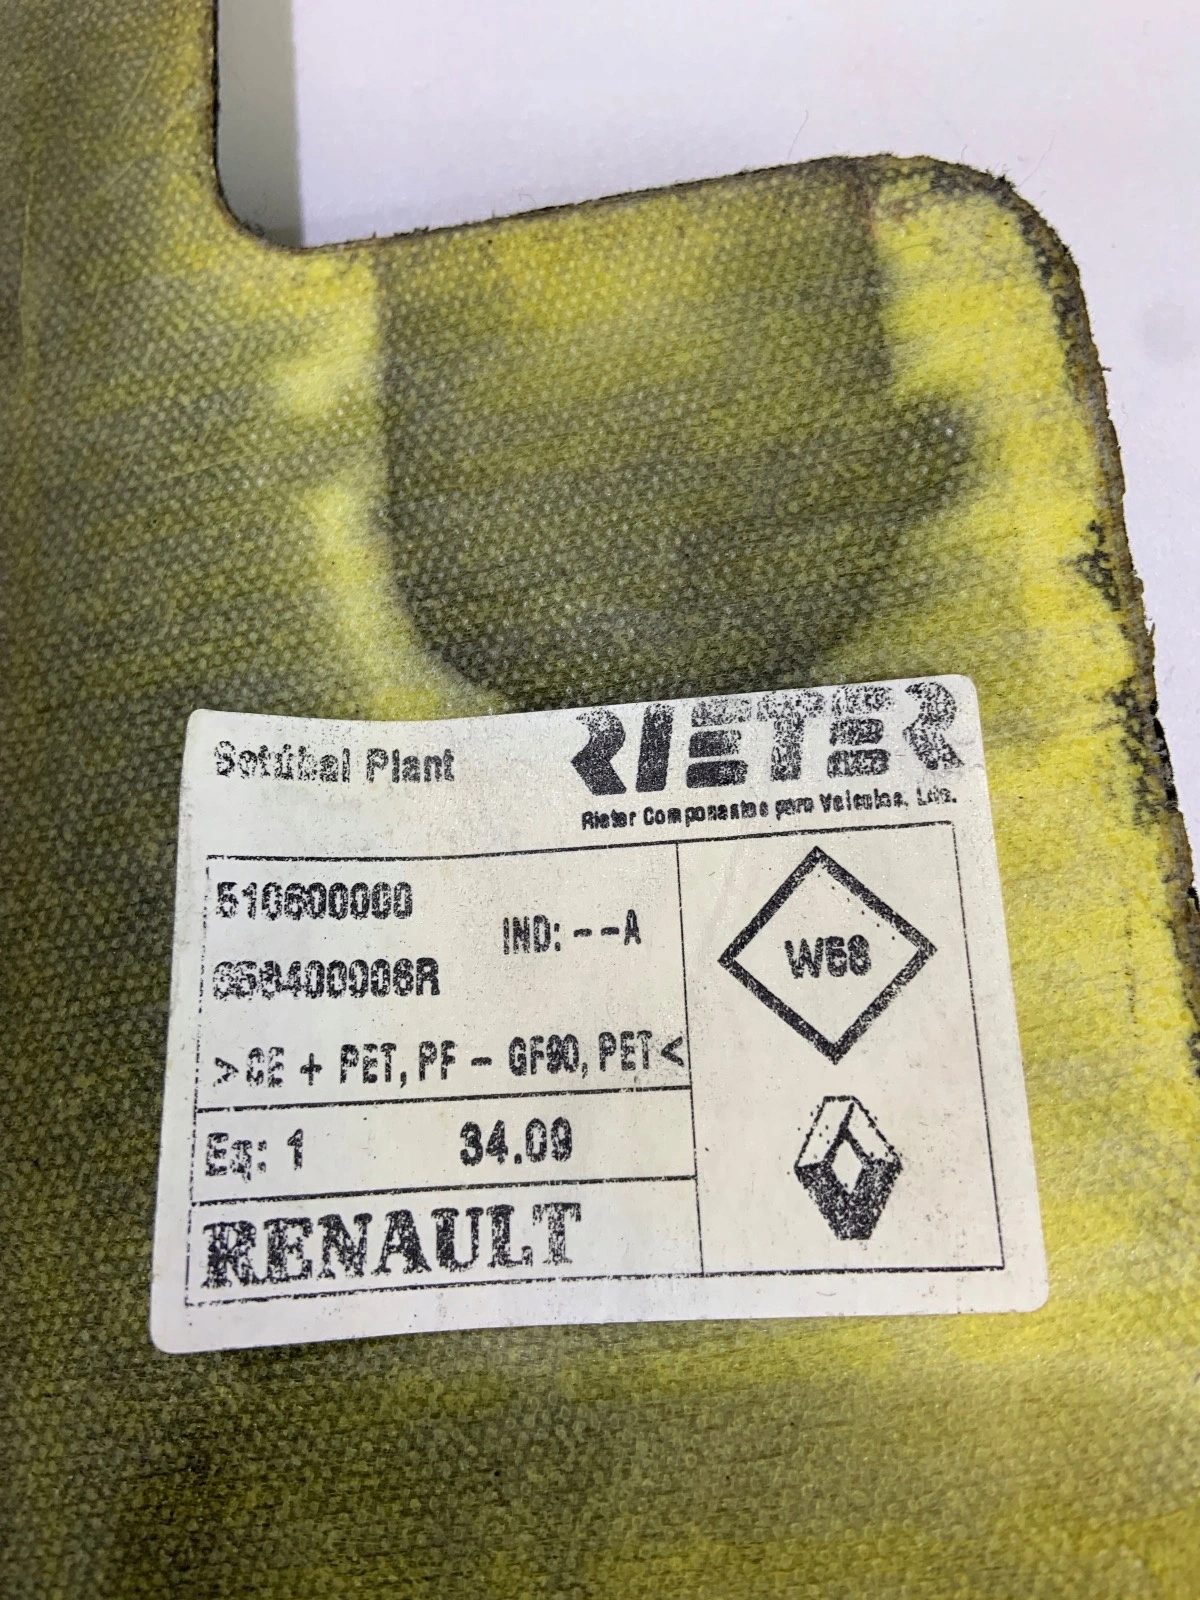 Setúbal Plant
RIETER
Rieter Componentes para Veículos, Lda.
510600000
IND: --A
658400006R
>CE + PET, PF - GF90, PET<
W68
Eq: 1 34.09
RENAULT